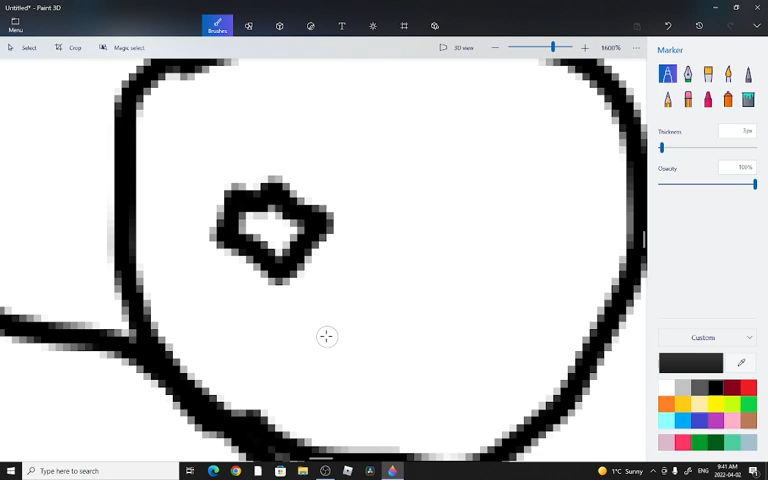 Untitled* - Paint 3D
Menu
Brushes
Select
Crop
Magic select
3D view
1600%
Marker
Thickness
3px
Opacity
100%
Custom
Type here to search
1°C Sunny
ENG
9:41 AM
2022-04-02